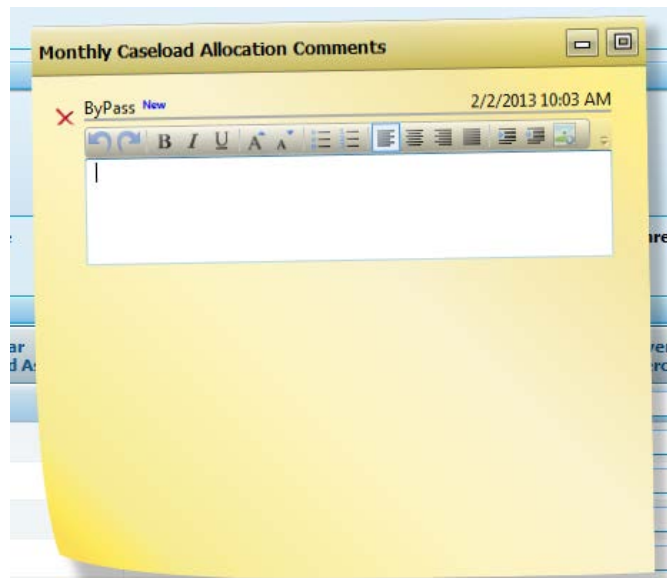 Monthly Caseload Allocation Comments
ByPass New 2/2/2013 10:03 AM
B I U A A